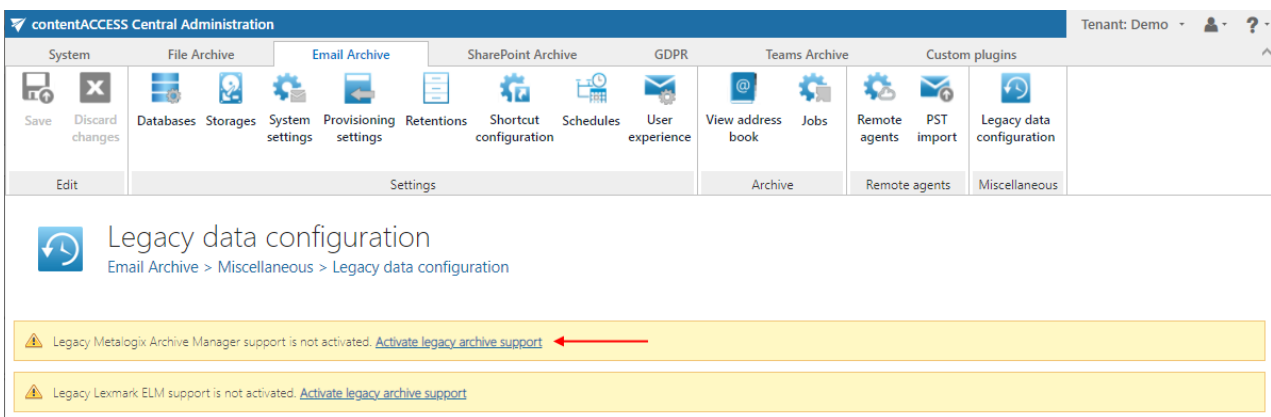 contentACCESS Central Administration
Tenant: Demo
?
System File Archive Email Archive SharePoint Archive GDPR Teams Archive Custom plugins
Save Discard changes Databases Storages System settings Provisioning settings Retentions Shortcut configuration Schedules User experience View address book Jobs Remote agents PST import Legacy data configuration
Edit Settings Archive Remote agents Miscellaneous
Legacy data configuration
Email Archive > Miscellaneous > Legacy data configuration
Legacy Metalogix Archive Manager support is not activated. Activate legacy archive support
Legacy Lexmark ELM support is not activated. Activate legacy archive support